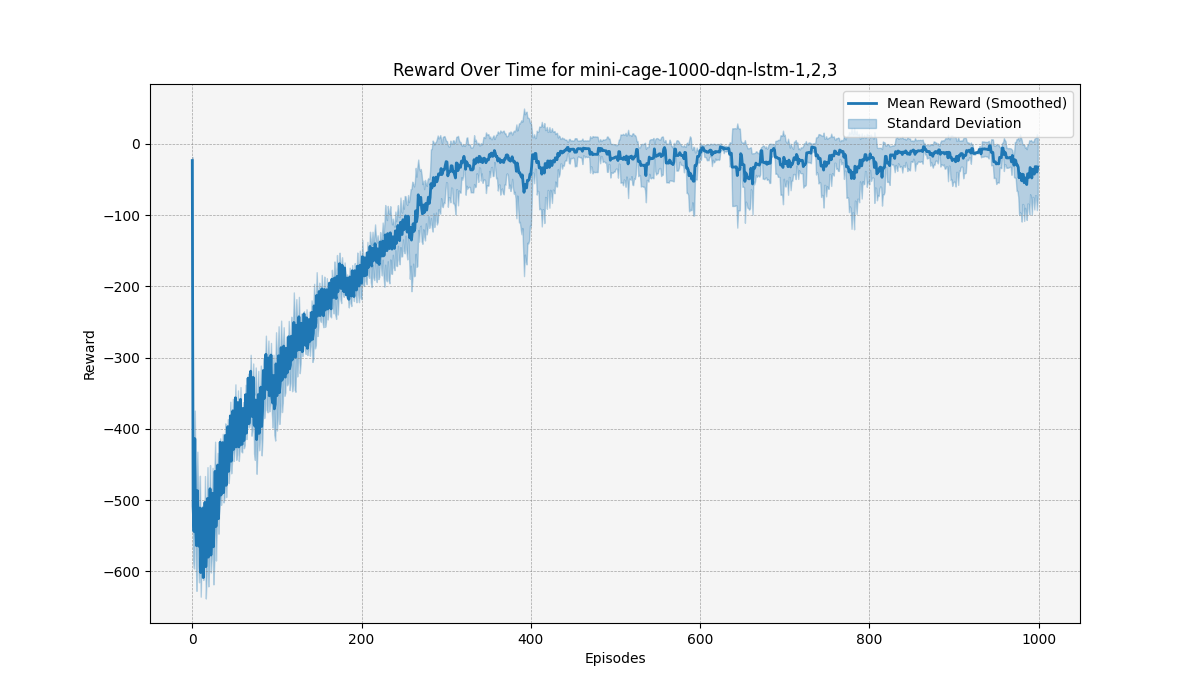 Reward Over Time for mini-cage-1000-dqn-lstm-1,2,3
Mean Reward (Smoothed)
Standard Deviation
0
−100
−200
−300
−400
−500
−600
Reward
0 200 400 600 800 1000
Episodes